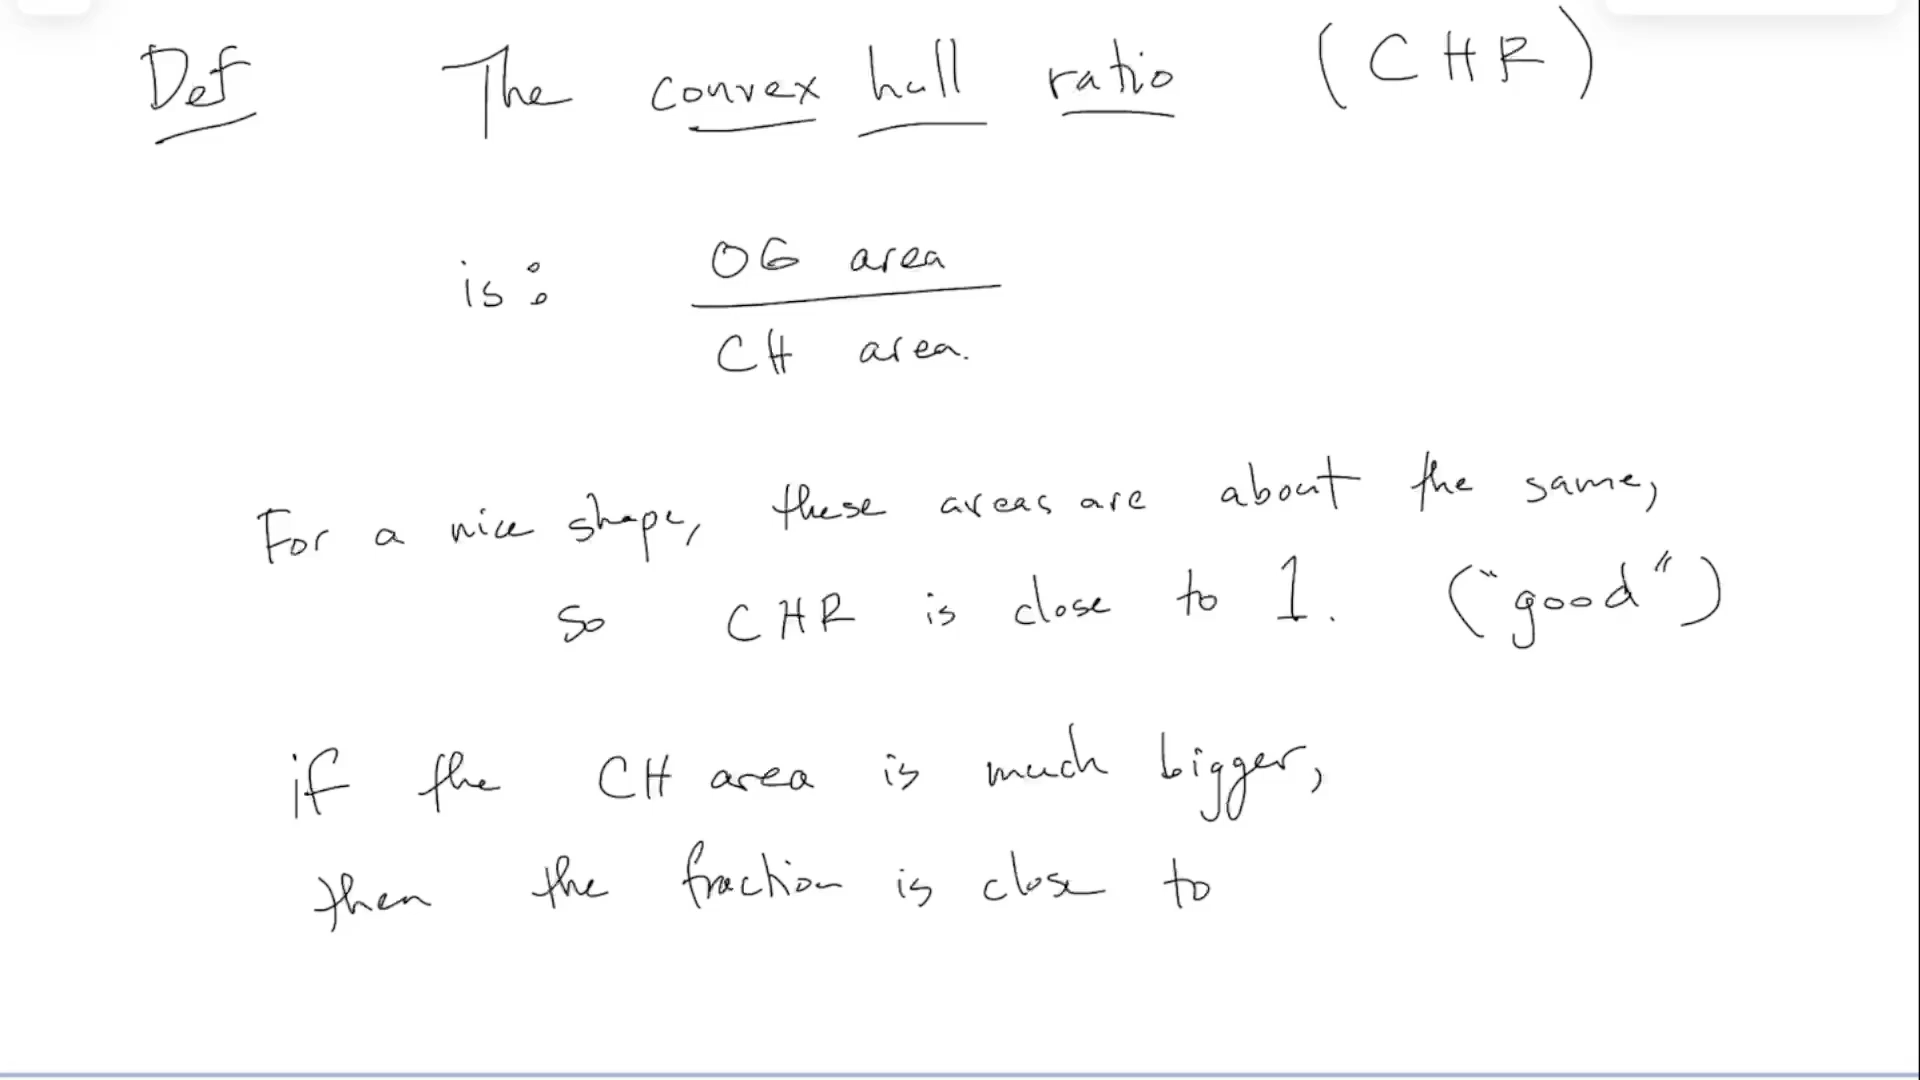 Def The convex hull ratio (CHR)
is:
OG area
CH area.
For a nice shape, these areas are about the same,
so CHR is close to 1. ("good")
if the CH area is much bigger,
then the fraction is close to